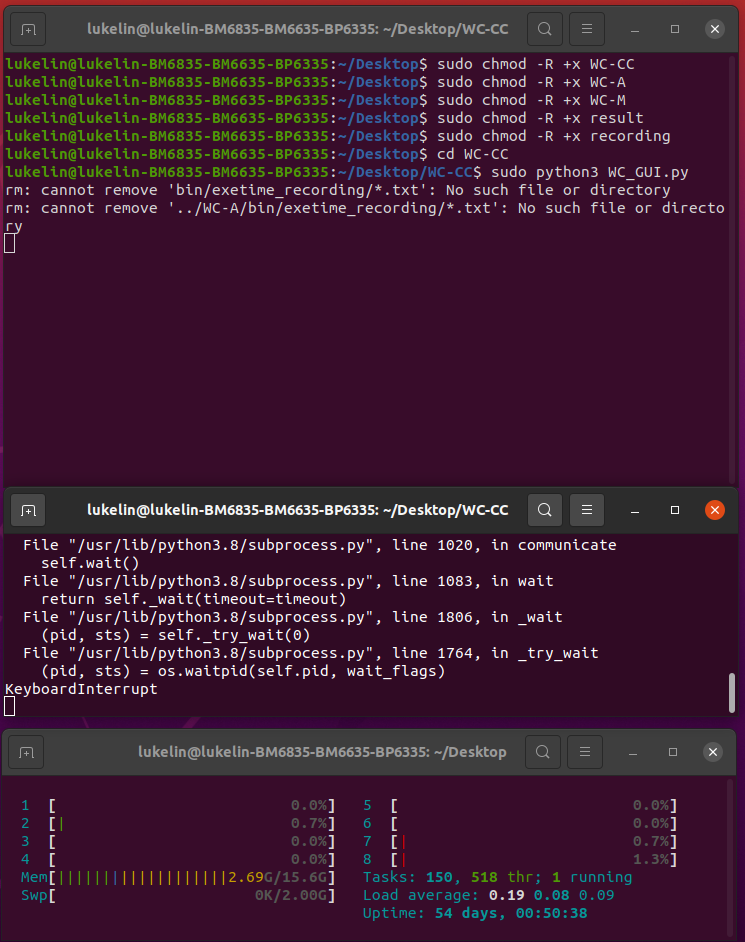 lukelin@lukelin-BM6835-BM6635-BP6335: ~/Desktop/WC-CC
lukelin@lukelin-BM6835-BM6635-BP6335:~/Desktop$ sudo chmod -R +x WC-CC
lukelin@lukelin-BM6835-BM6635-BP6335:~/Desktop$ sudo chmod -R +x WC-A
lukelin@lukelin-BM6835-BM6635-BP6335:~/Desktop$ sudo chmod -R +x WC-M
lukelin@lukelin-BM6835-BM6635-BP6335:~/Desktop$ sudo chmod -R +x result
lukelin@lukelin-BM6835-BM6635-BP6335:~/Desktop$ sudo chmod -R +x recording
lukelin@lukelin-BM6835-BM6635-BP6335:~/Desktop$ cd WC-CC
lukelin@lukelin-BM6835-BM6635-BP6335:~/Desktop/WC-CC$ sudo python3 WC_GUI.py
rm: cannot remove 'bin/exetime_recording/*.txt': No such file or directory
rm: cannot remove '../WC-A/bin/exetime_recording/*.txt': No such file or directo
ry
lukelin@lukelin-BM6835-BM6635-BP6335: ~/Desktop/WC-CC
  File "/usr/lib/python3.8/subprocess.py", line 1020, in communicate
    self.wait()
  File "/usr/lib/python3.8/subprocess.py", line 1083, in wait
    return self._wait(timeout=timeout)
  File "/usr/lib/python3.8/subprocess.py", line 1806, in _wait
    (pid, sts) = self._try_wait(0)
  File "/usr/lib/python3.8/subprocess.py", line 1764, in _try_wait
    (pid, sts) = os.waitpid(self.pid, wait_flags)
KeyboardInterrupt
lukelin@lukelin-BM6835-BM6635-BP6335: ~/Desktop
1 [ 0.0%] 5 [ 0.0%]
2 [| 0.7%] 6 [ 0.0%]
3 [ 0.0%] 7 [| 0.7%]
4 [ 0.0%] 8 [| 1.3%]
Mem[|||||||||||||||||||2.69G/15.6G] Tasks: 150, 518 thr; 1 running
Swp[ 0K/2.00G] Load average: 0.19 0.08 0.09
Uptime: 54 days, 00:50:38